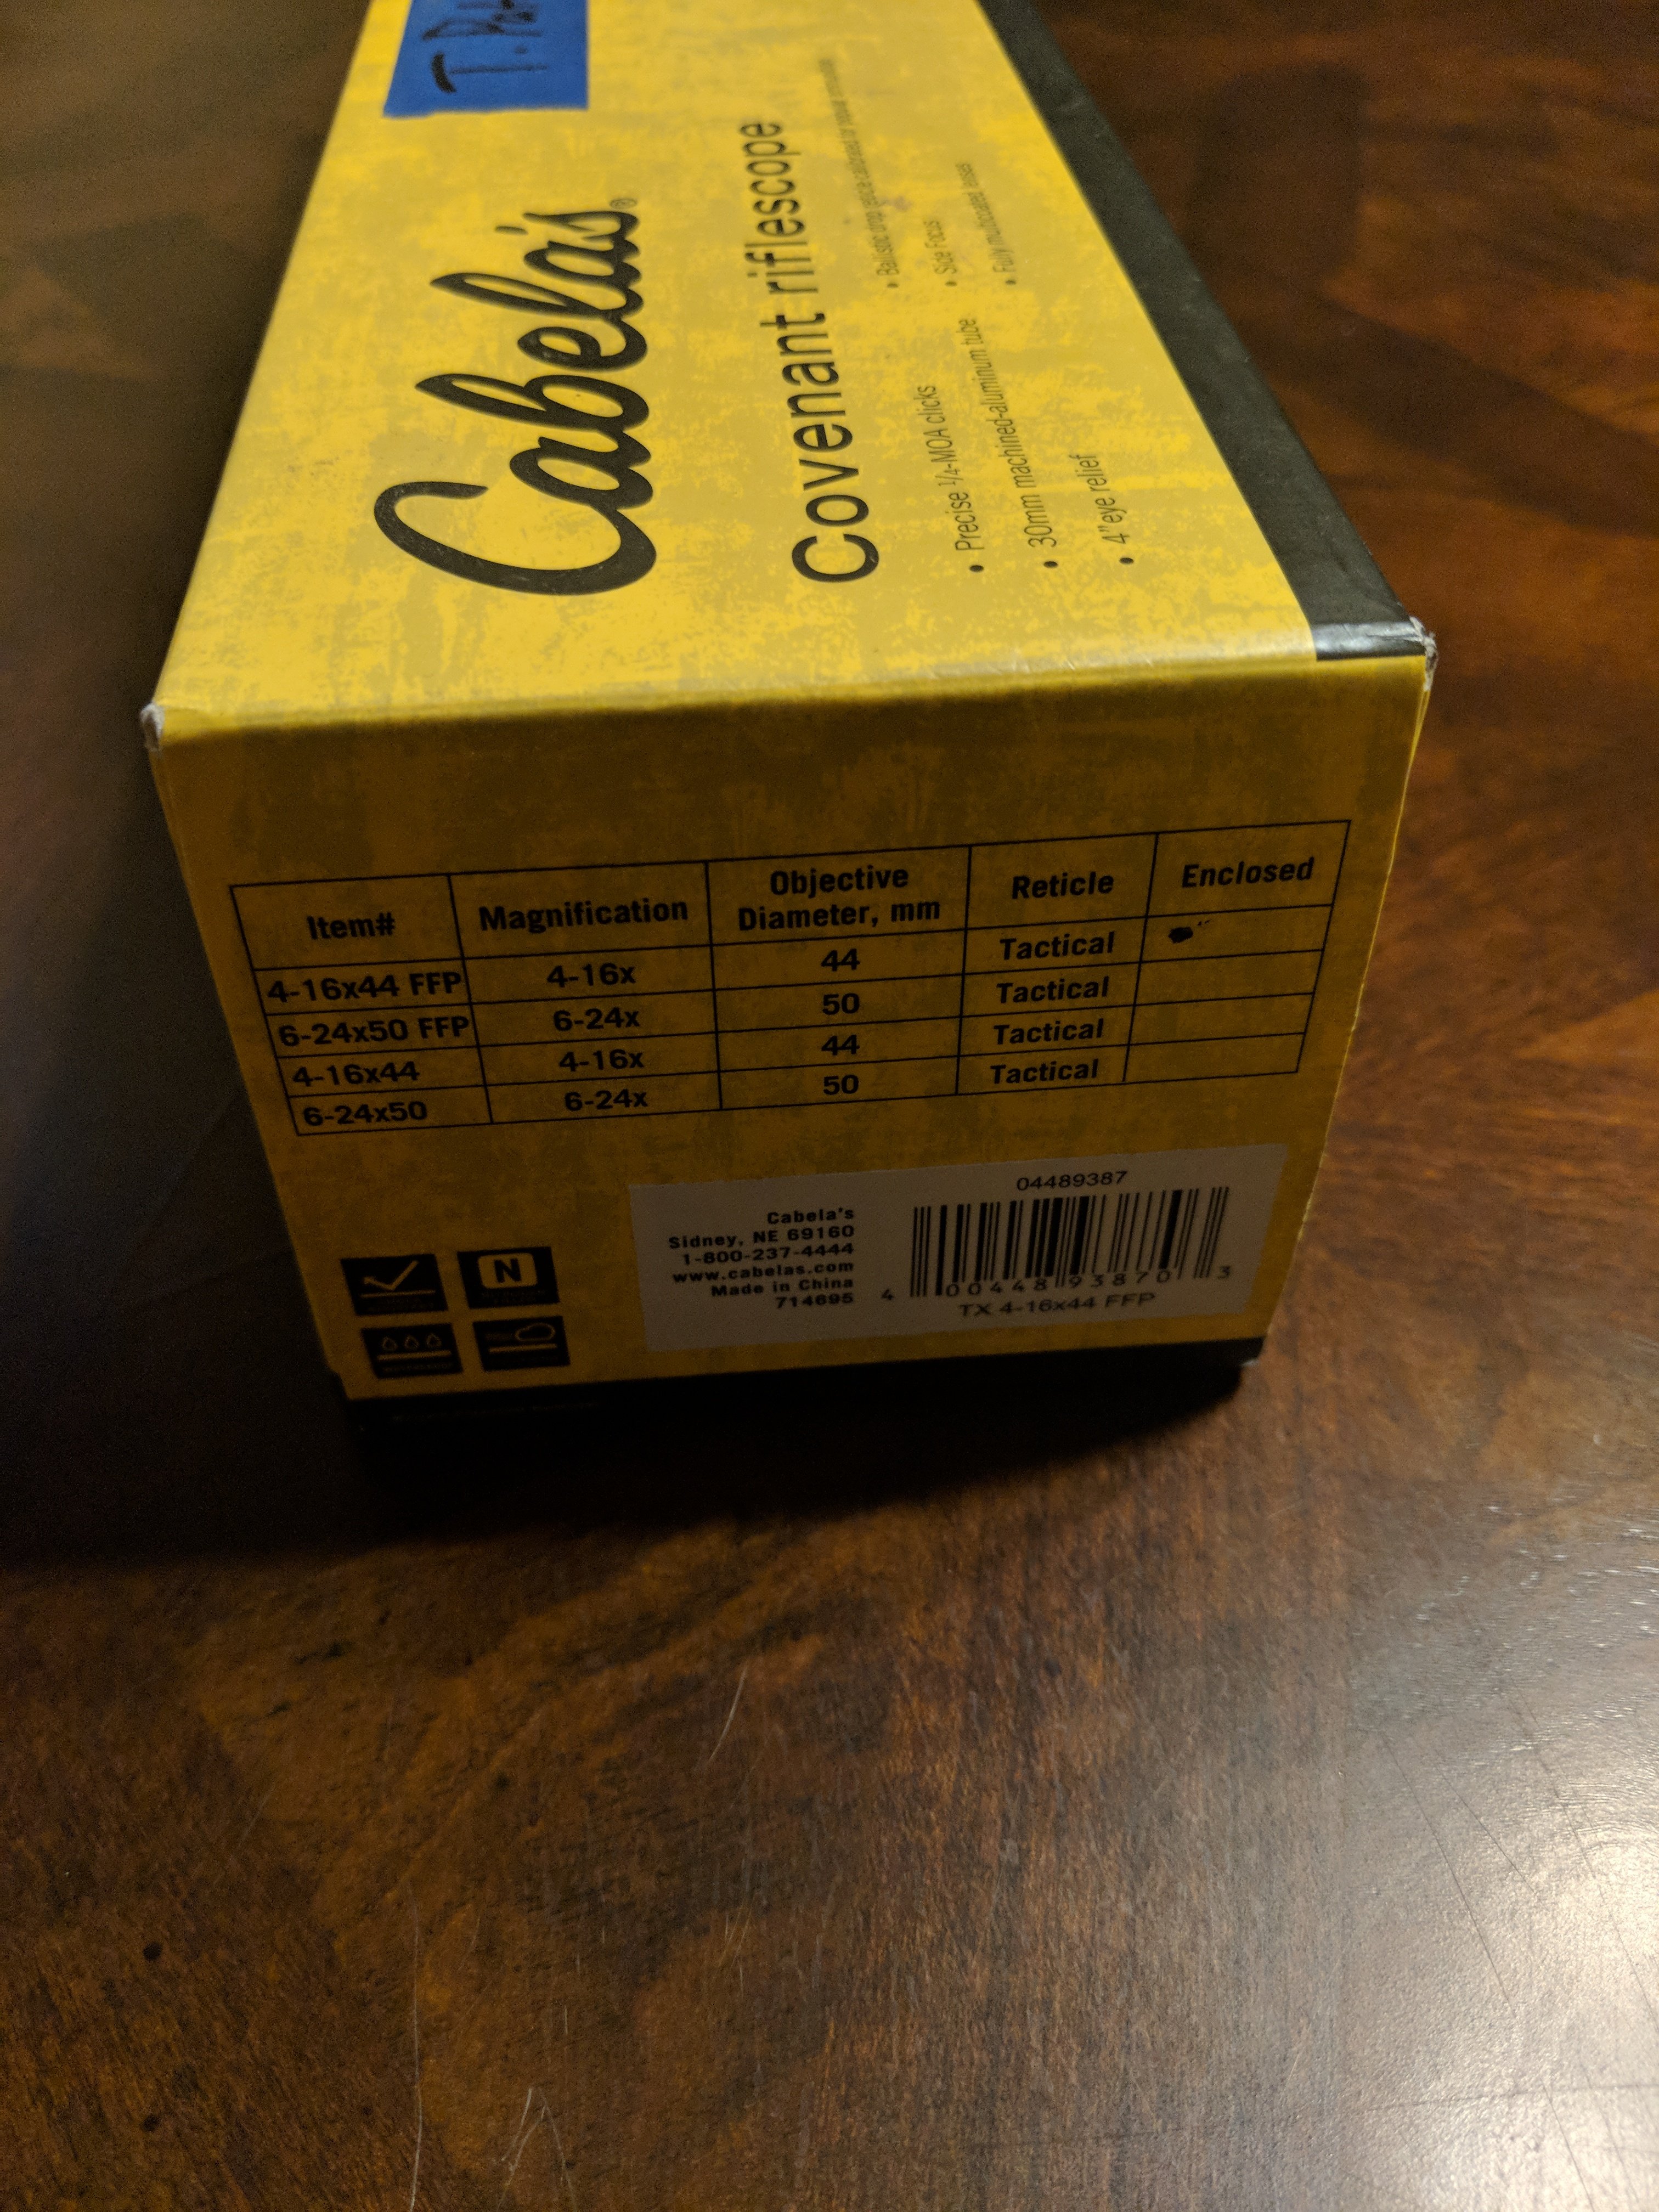 T.
Cabela's®
Covenant riflescope
• Precise 1/4-MOA clicks
• 30mm machined-aluminum tube
• 4" eye relief
• Ballistic drop
• Side Focus
• Fully multicoated lenses
Item# Magnification Objective Diameter, mm Reticle Enclosed
4-16x44 FFP 4-16x 44 Tactical
6-24x50 FFP 6-24x 50 Tactical
4-16x44 4-16x 44 Tactical
6-24x50 6-24x 50 Tactical
N
Cabela's
Sidney, NE 69160
1-800-237-4444
www.cabelas.com
Made in China
714695
04489387
4 00448 93870 3
TX 4-16x44 FFP